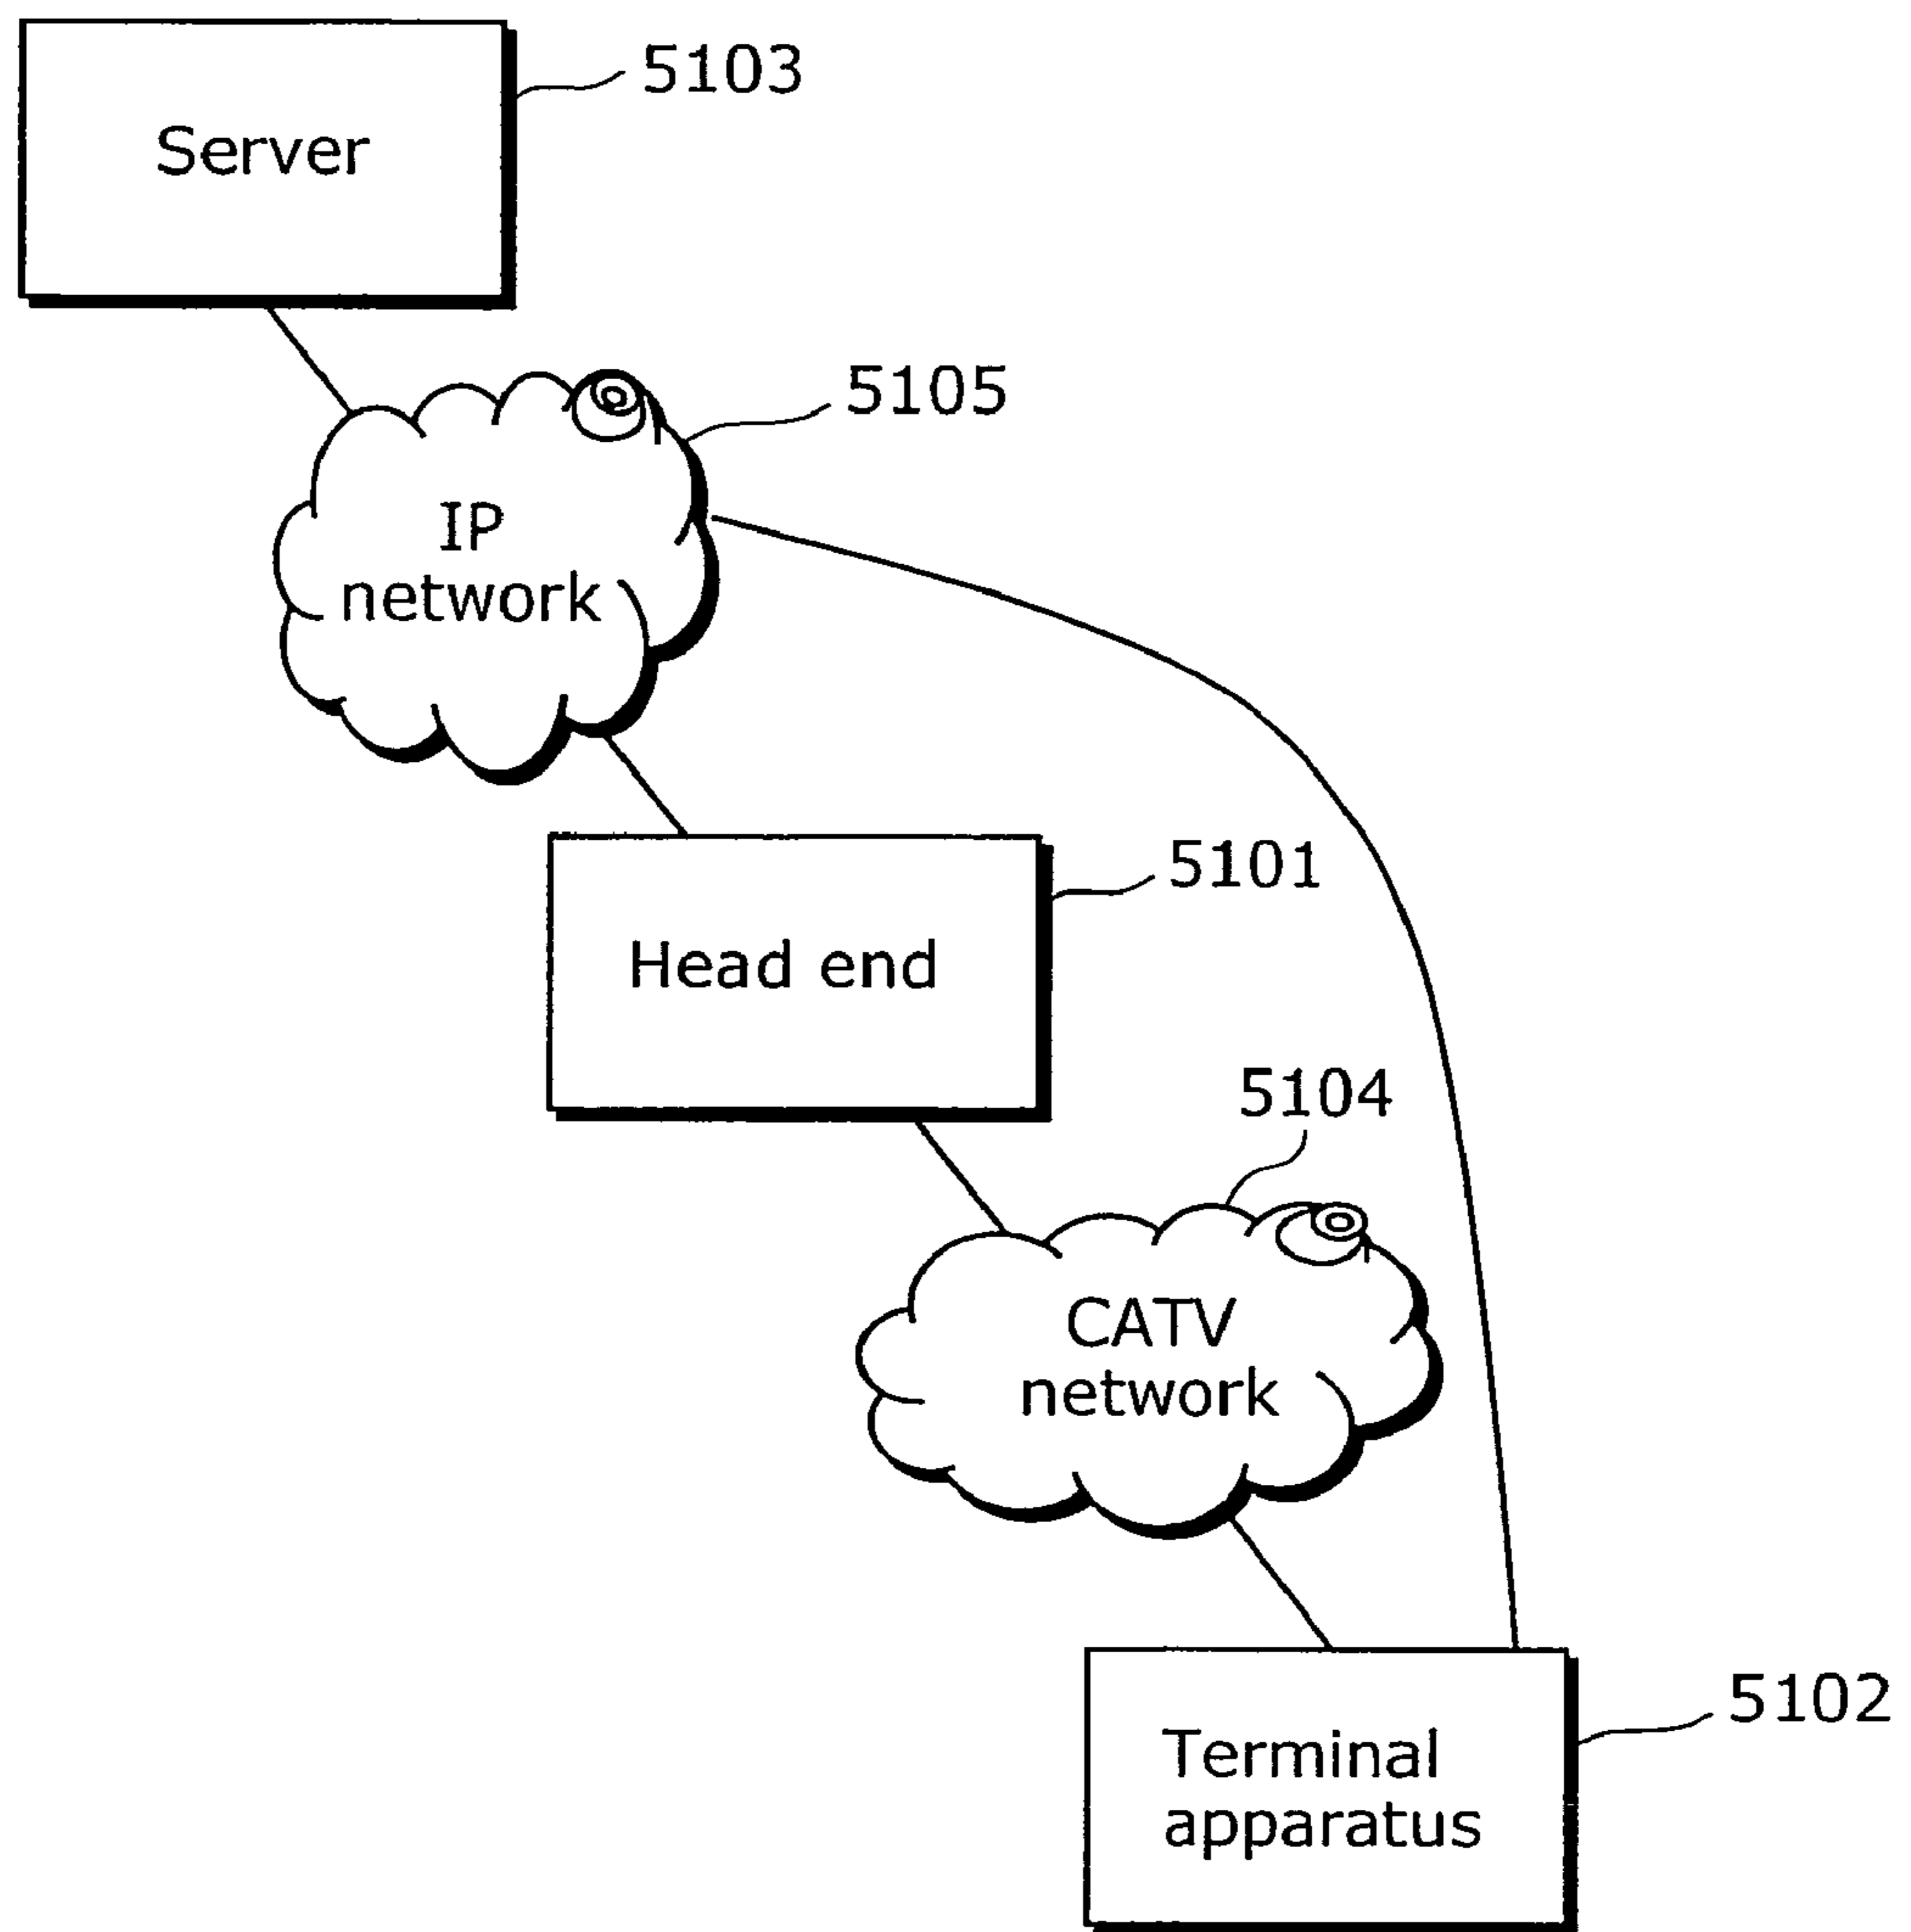 5103
Server
5105
IP
network
5101
Head end
5104
CATV
network
5102
Terminal
apparatus